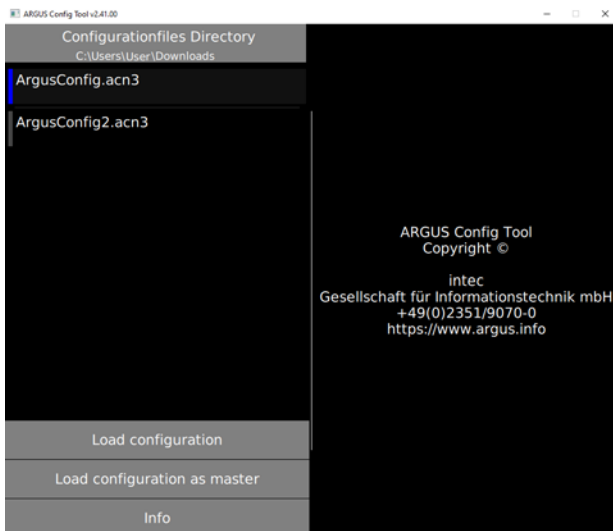 ARGUS Config Tool v2.41.00
Configurationfiles Directory
C:\Users\User\Downloads
ArgusConfig.acn3
ArgusConfig2.acn3
Load configuration
Load configuration as master
Info
ARGUS Config Tool
Copyright ©
intec
Gesellschaft für Informationstechnik mbH
+49(0)2351/9070-0
https://www.argus.info